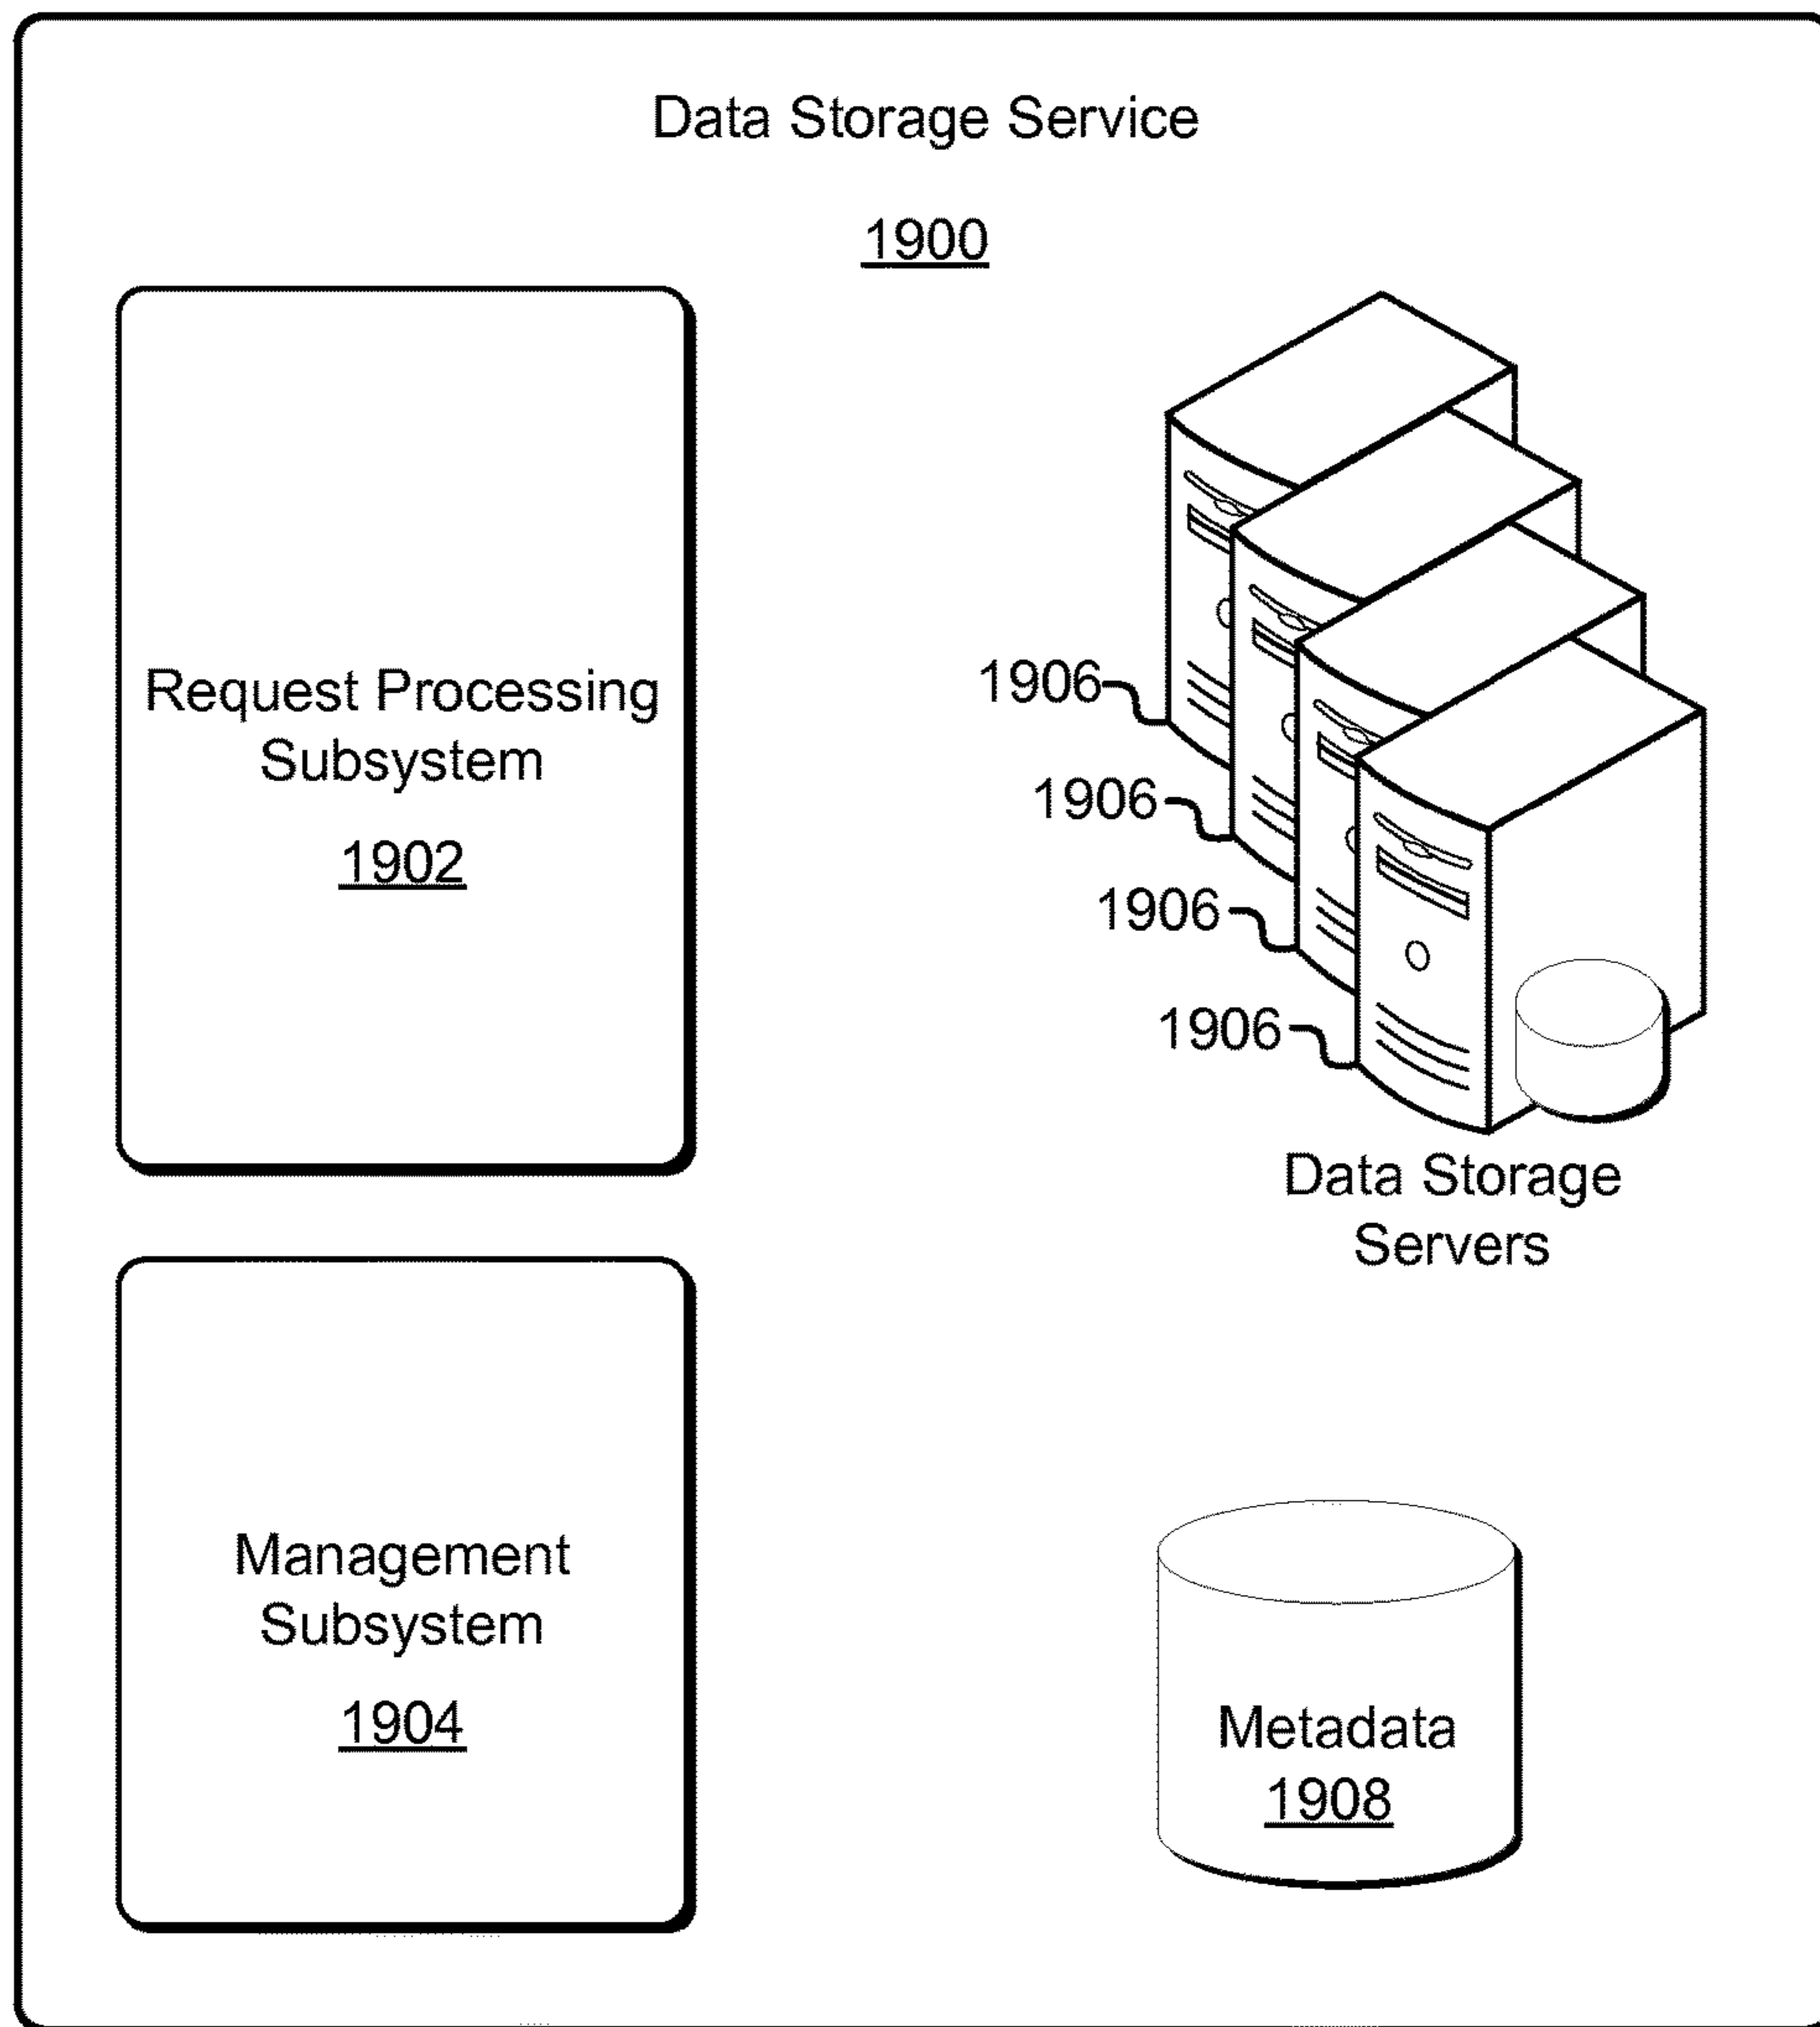 Data Storage Service
1900
Request Processing
Subsystem
1902
1906
1906
1906
1906
Data Storage
Servers
Management
Subsystem
1904
Metadata
1908